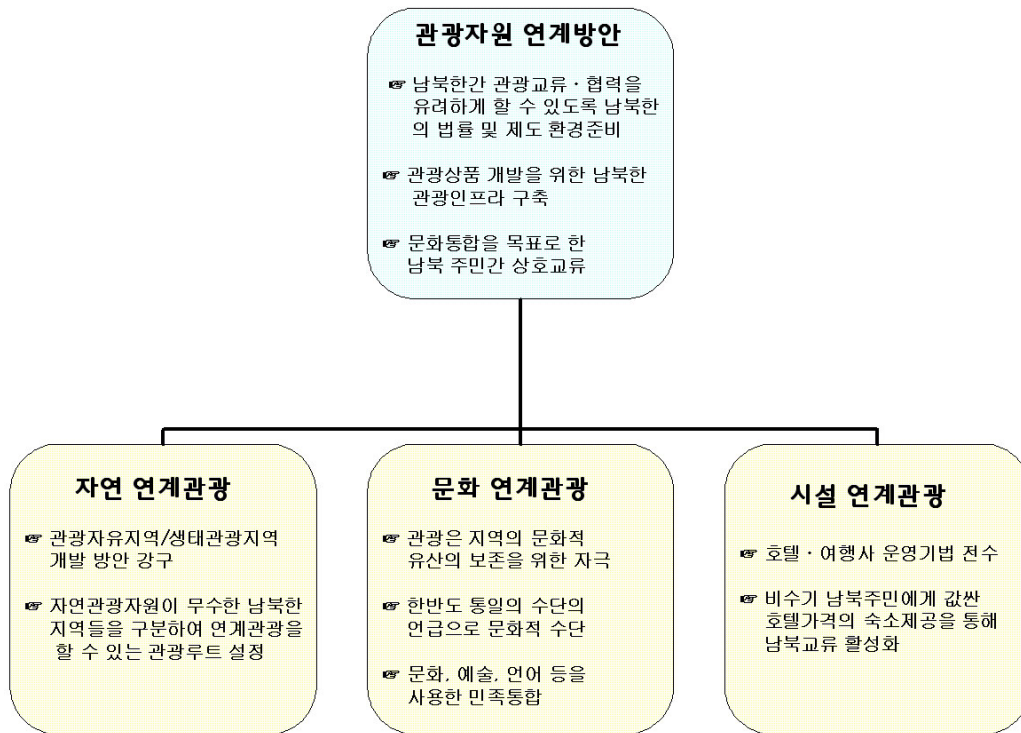 관광자원 연계방안
☞ 남북한간 관광교류 · 협력을
유려하게 할 수 있도록 남북한
의 법률 및 제도 환경준비
☞ 관광상품 개발을 위한 남북한
관광인프라 구축
☞ 문화통합을 목표로 한
남북 주민간 상호교류
자연 연계관광
☞ 관광자유지역/생태관광지역
개발 방안 강구
☞ 자연관광자원이 무수한 남북한
지역들을 구분하여 연계관광을
할 수 있는 관광루트 설정
문화 연계관광
☞ 관광은 지역의 문화적
유산의 보존을 위한 자극
☞ 한반도 통일의 수단의
언급으로 문화적 수단
☞ 문화, 예술, 언어 등을
사용한 민족통합
시설 연계관광
☞ 호텔 · 여행사 운영기법 전수
☞ 비수기 남북주민에게 값싼
호텔가격의 숙소제공을 통해
남북교류 활성화